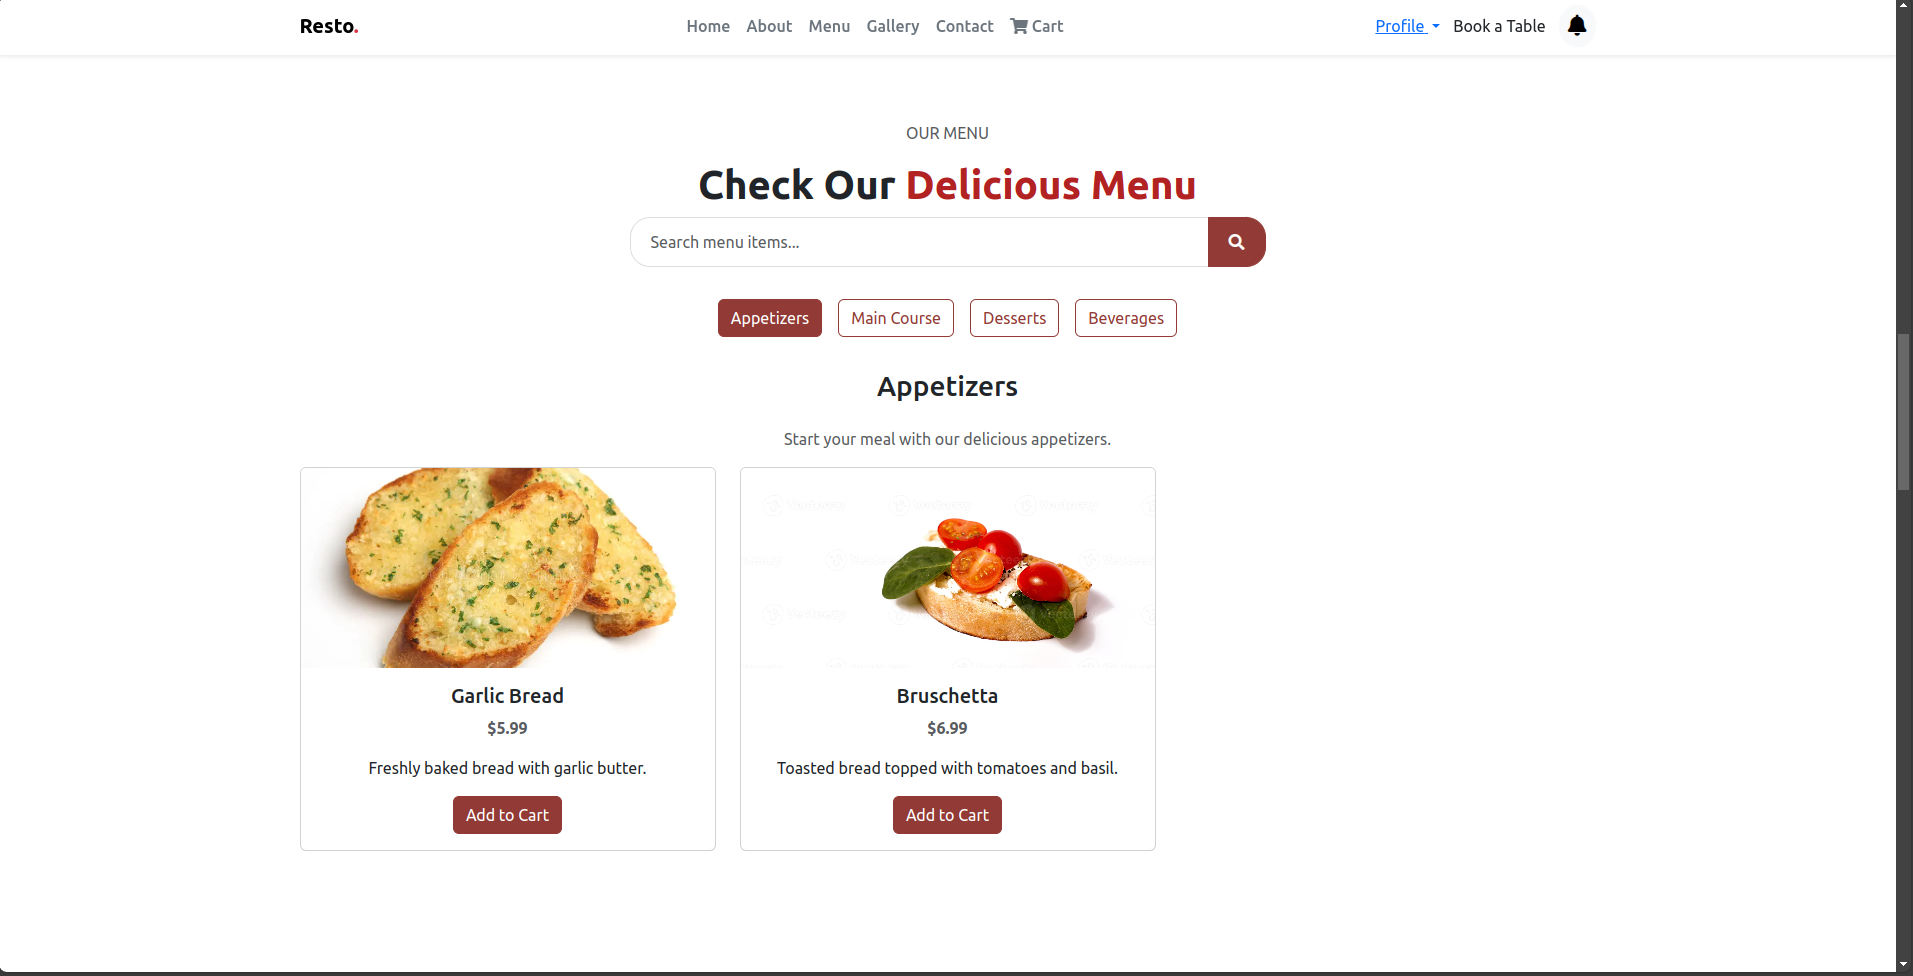 Resto.
Home About Menu Gallery Contact Cart
Profile Book a Table
OUR MENU
Check Our Delicious Menu
Search menu items...
Appetizers Main Course Desserts Beverages
Appetizers
Start your meal with our delicious appetizers.
Garlic Bread
$5.99
Freshly baked bread with garlic butter.
Add to Cart
Bruschetta
$6.99
Toasted bread topped with tomatoes and basil.
Add to Cart